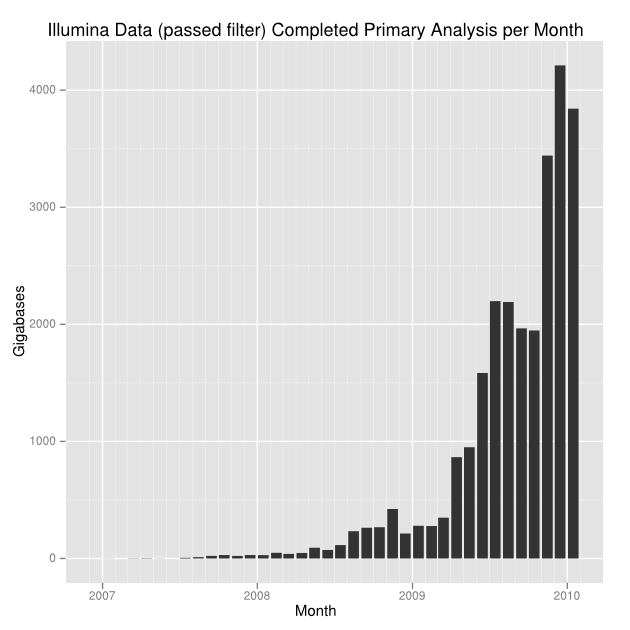 Illumina Data (passed filter) Completed Primary Analysis per Month
4000
3000
2000
1000
0
Gigabases
2007 2008 2009 2010
Month